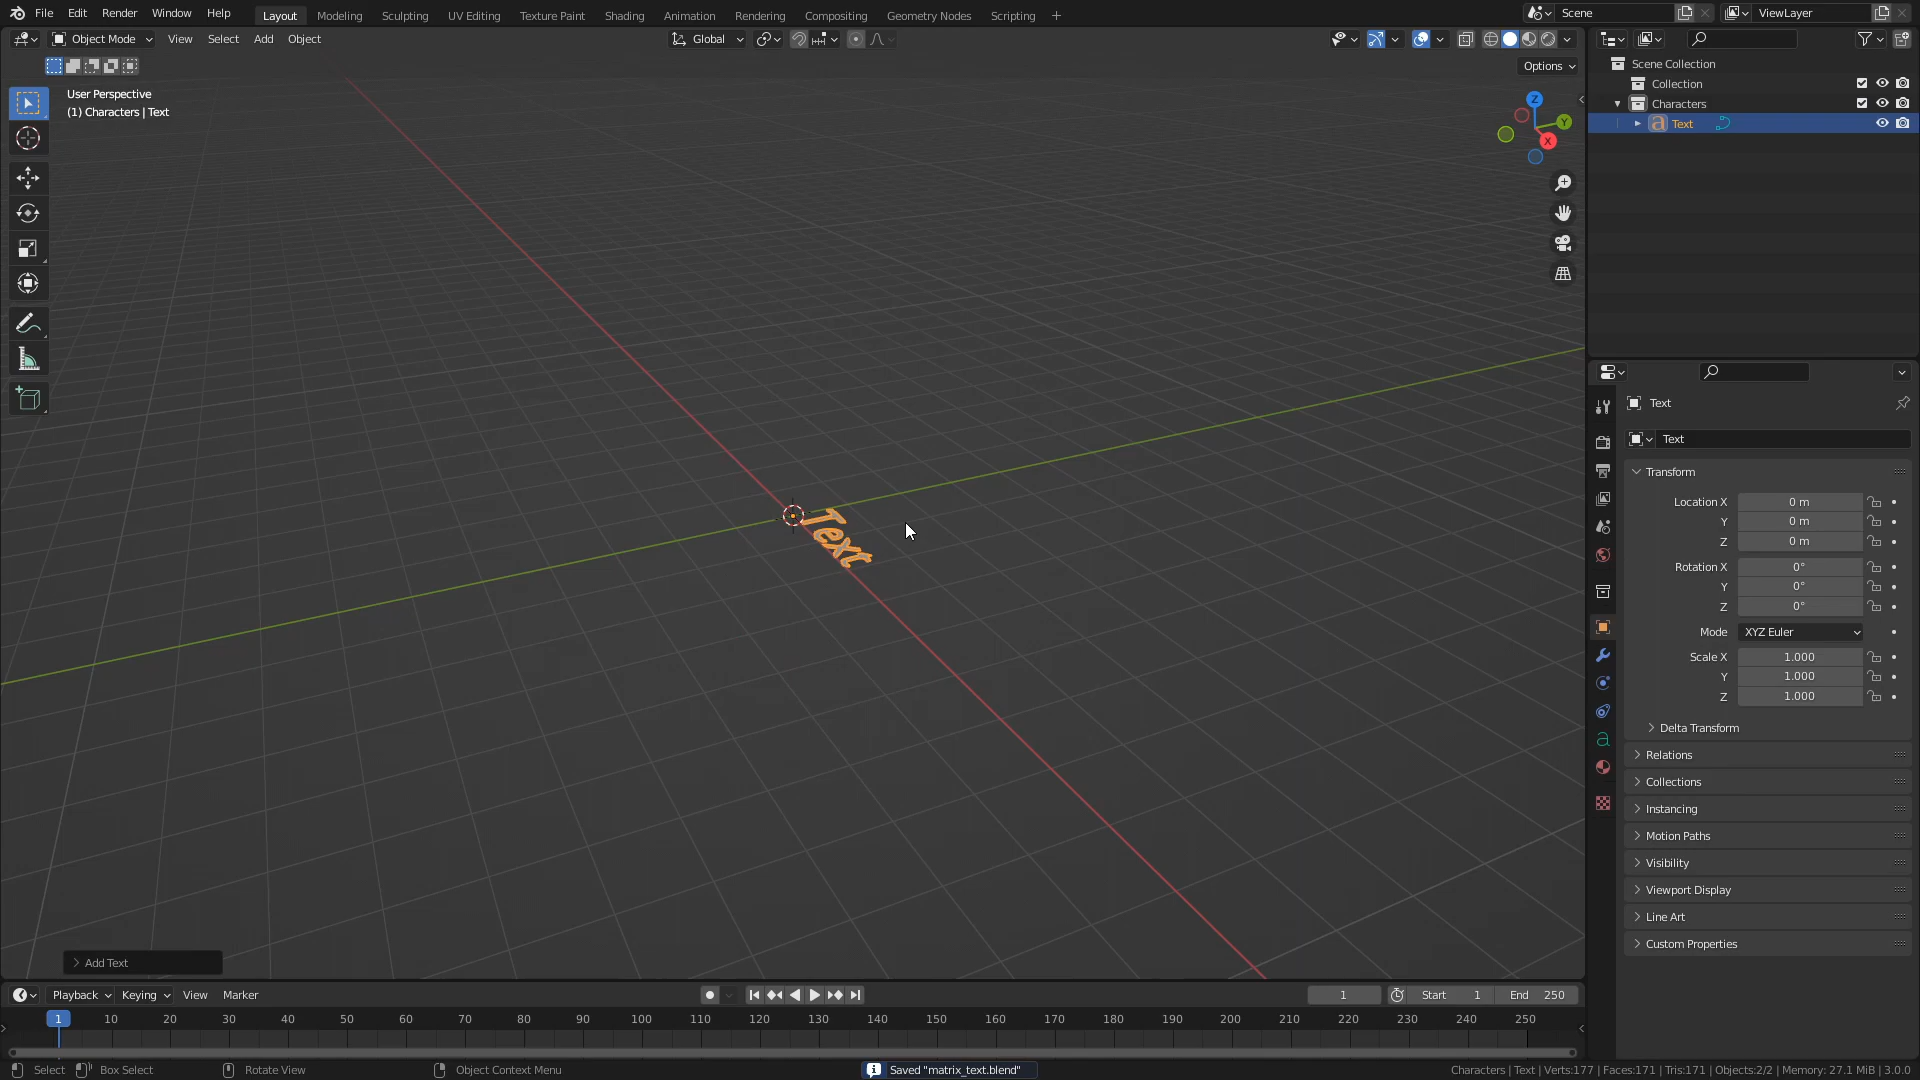 File Edit Render Window Help Layout Modeling Sculpting UV Editing Texture Paint Shading Animation Rendering Compositing Geometry Nodes Scripting + Scene ViewLayer
Object Mode View Select Add Object Global
Options
User Perspective
(1) Characters | Text
Z
Y
X
Text
Add Text
Scene Collection
Collection
Characters
Text
Text
Text
Transform
Location X 0 m
Y 0 m
Z 0 m
Rotation X 0°
Y 0°
Z 0°
Mode XYZ Euler
Scale X 1.000
Y 1.000
Z 1.000
Delta Transform
Relations
Collections
Instancing
Motion Paths
Visibility
Viewport Display
Line Art
Custom Properties
Playback Keying View Marker 1 Start 1 End 250
1 10 20 30 40 50 60 70 80 90 100 110 120 130 140 150 160 170 180 190 200 210 220 230 240 250
Select Box Select Rotate View Object Context Menu Saved "matrix_text.blend" Characters | Text | Verts:177 | Faces:171 | Tris:171 | Objects:2/2 | Memory: 27.1 MiB | 3.0.0